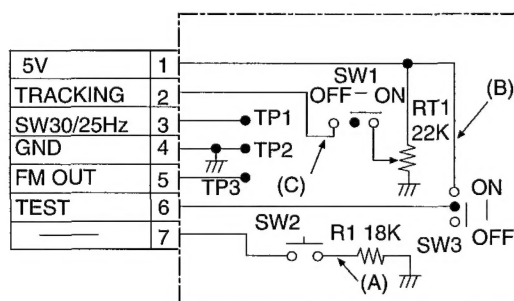 5V 1
TRACKING 2
SW30/25Hz 3
GND 4
FM OUT 5
TEST 6
7
TP1
TP2
TP3
SW1
OFF – ON
RT1
22K
(B)
(C)
ON
OFF
SW3
SW2
R1 18K
(A)